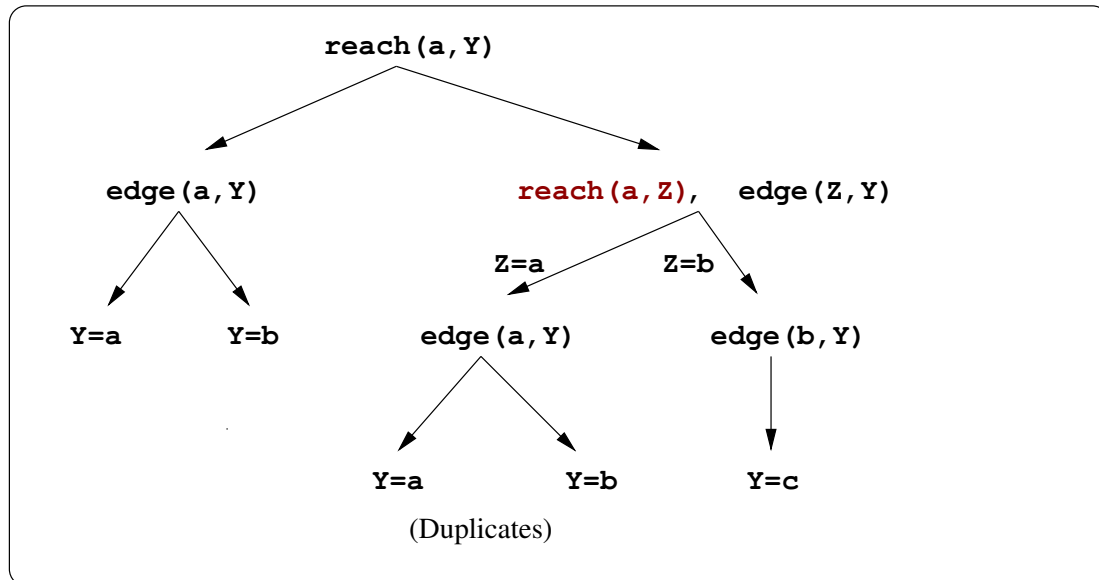 reach(a,Y)
edge(a,Y) reach(a,Z), edge(Z,Y)
Z=a Z=b
Y=a Y=b edge(a,Y) edge(b,Y)
Y=a Y=b Y=c
(Duplicates)